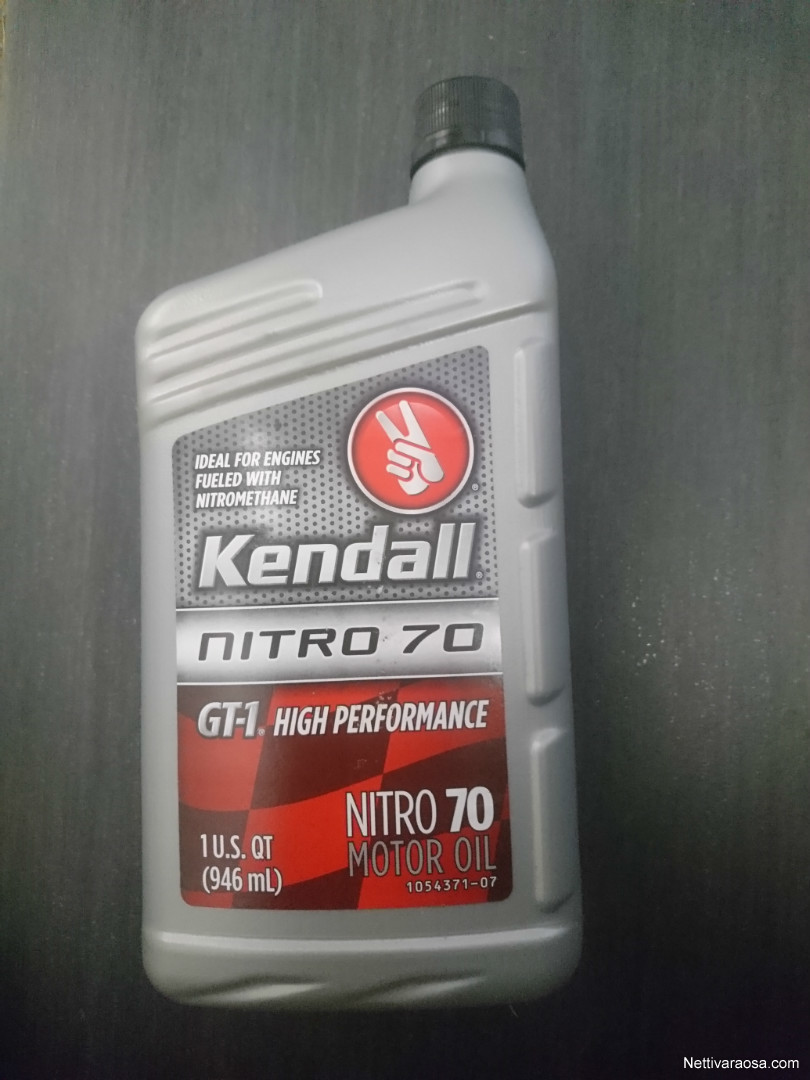 IDEAL FOR ENGINES
FUELED WITH
NITROMETHANE
®
Kendall®
NITRO 70
GT-1® HIGH PERFORMANCE
NITRO 70
MOTOR OIL
1054371-07
1 U.S. QT
(946 mL)
Nettivaraosa.com